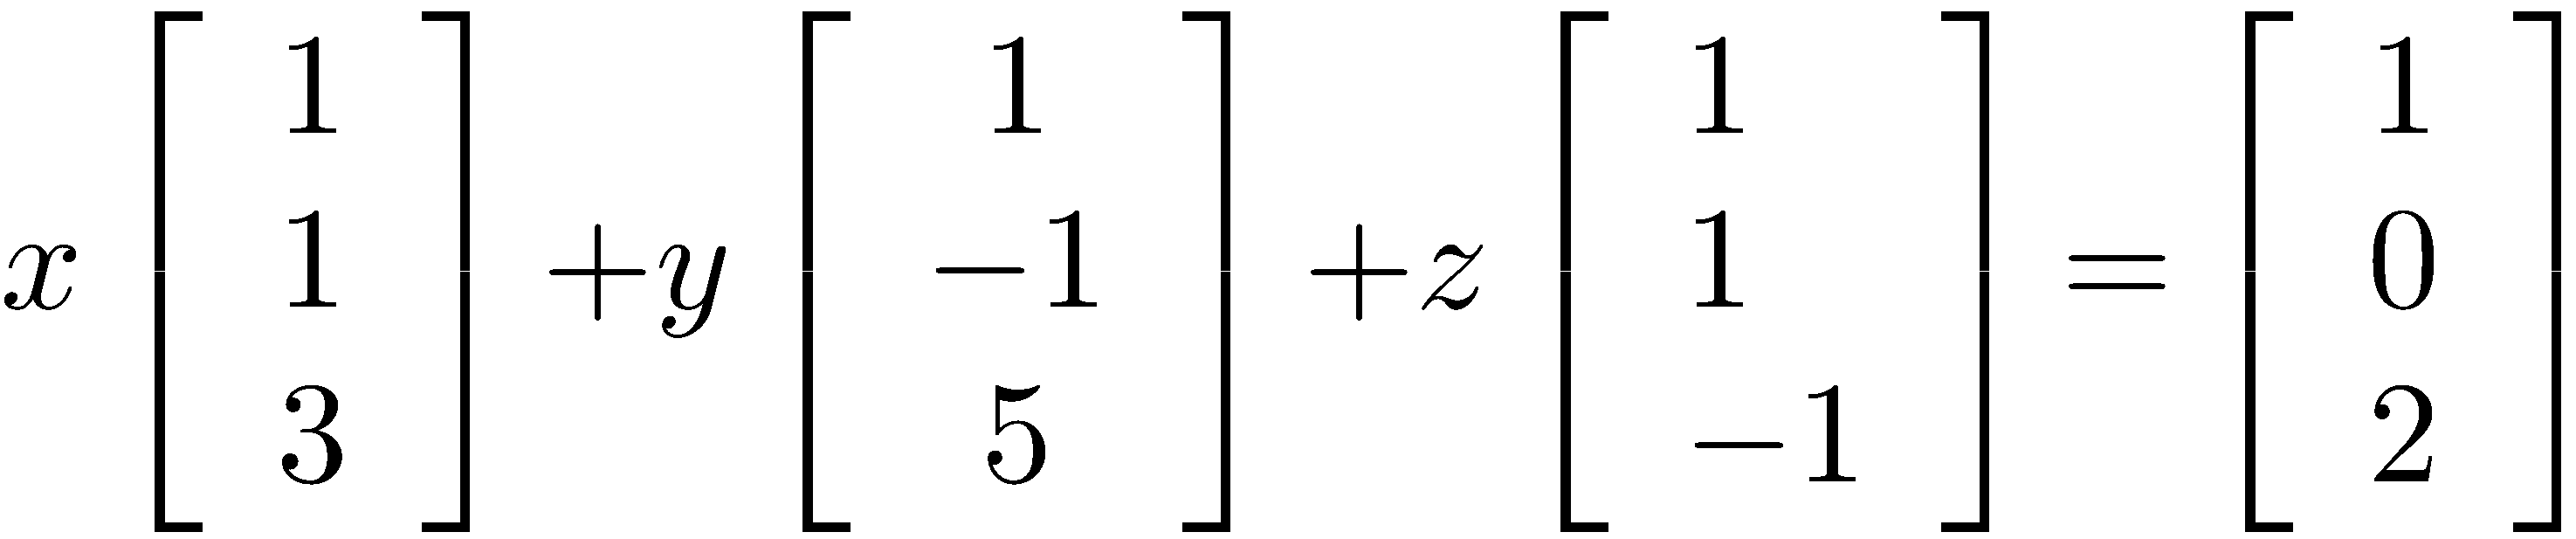 x [ 1 1 3 ] + y [ 1 −1 5 ] + z [ 1 1 −1 ] = [ 1 0 2 ]